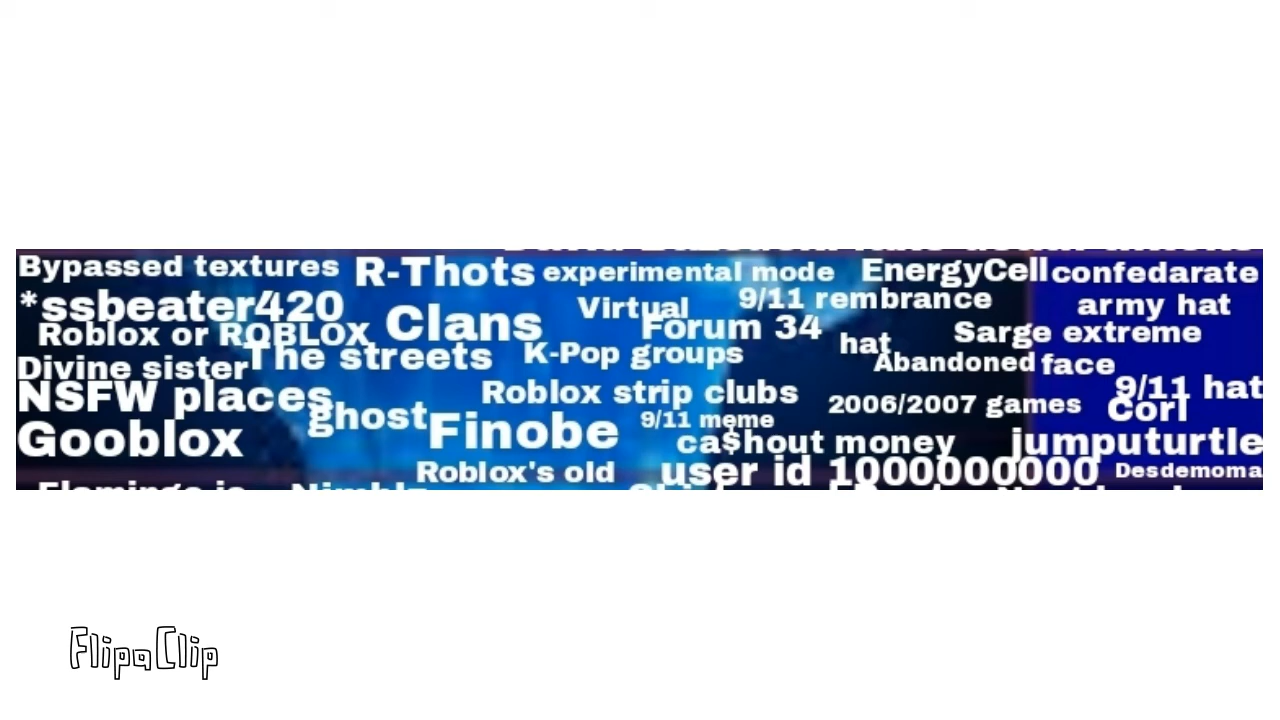 Bypassed textures
R-Thots
experimental mode
EnergyCell
confedarate
army hat
*ssbeater420
Virtual
9/11 rembrance
Roblox or ROBLOX
Clans
Forum 34
Sarge extreme
face
hat
Divine sister
The streets
K-Pop groups
Abandoned
NSFW places
Roblox strip clubs
2006/2007 games
9/11 hat
Corl
ghost
Finobe
9/11 meme
Gooblox
ca$hout money
jumputurtle
Roblox's old
user id 1000000000
Desdemoma
FlipaClip